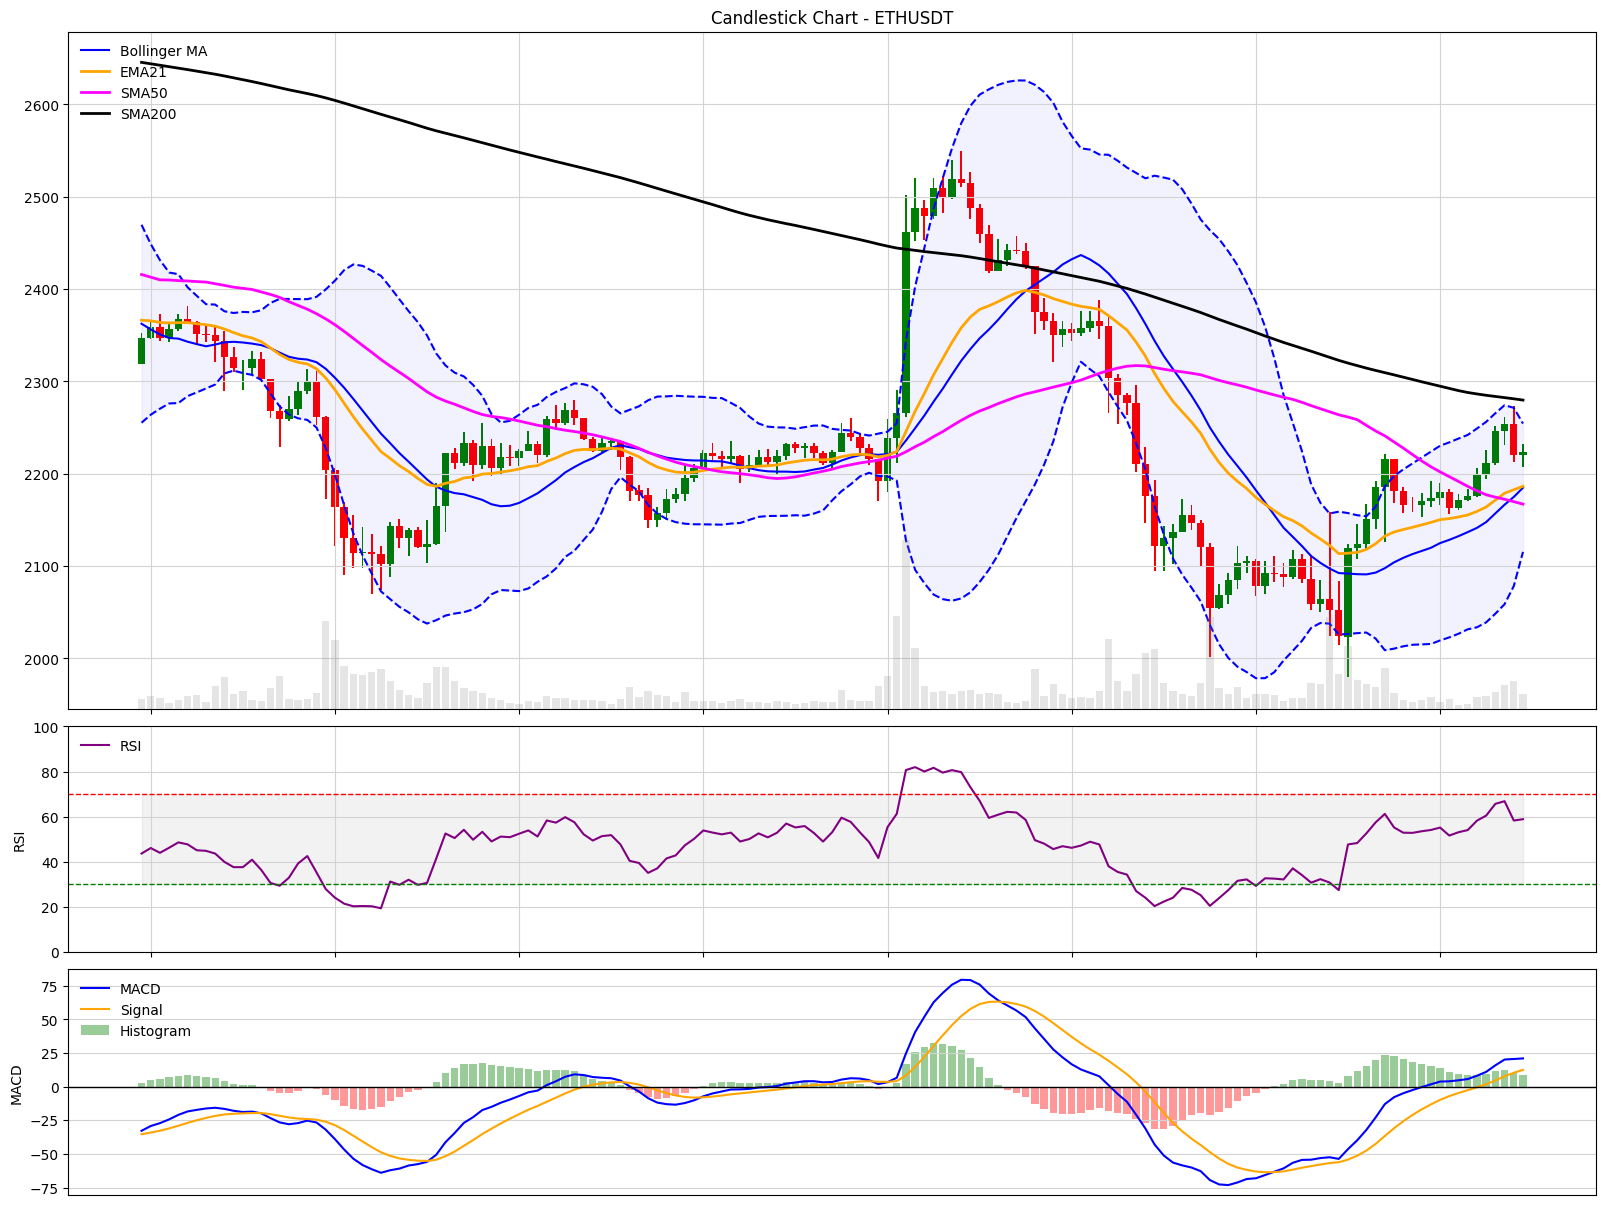 Candlestick Chart - ETHUSDT
Bollinger MA
EMA21
SMA50
SMA200
2600
2500
2400
2300
2200
2100
2000
RSI
100
80
60
40
20
0
RSI
MACD
Signal
Histogram
75
50
25
0
−25
−50
−75
MACD